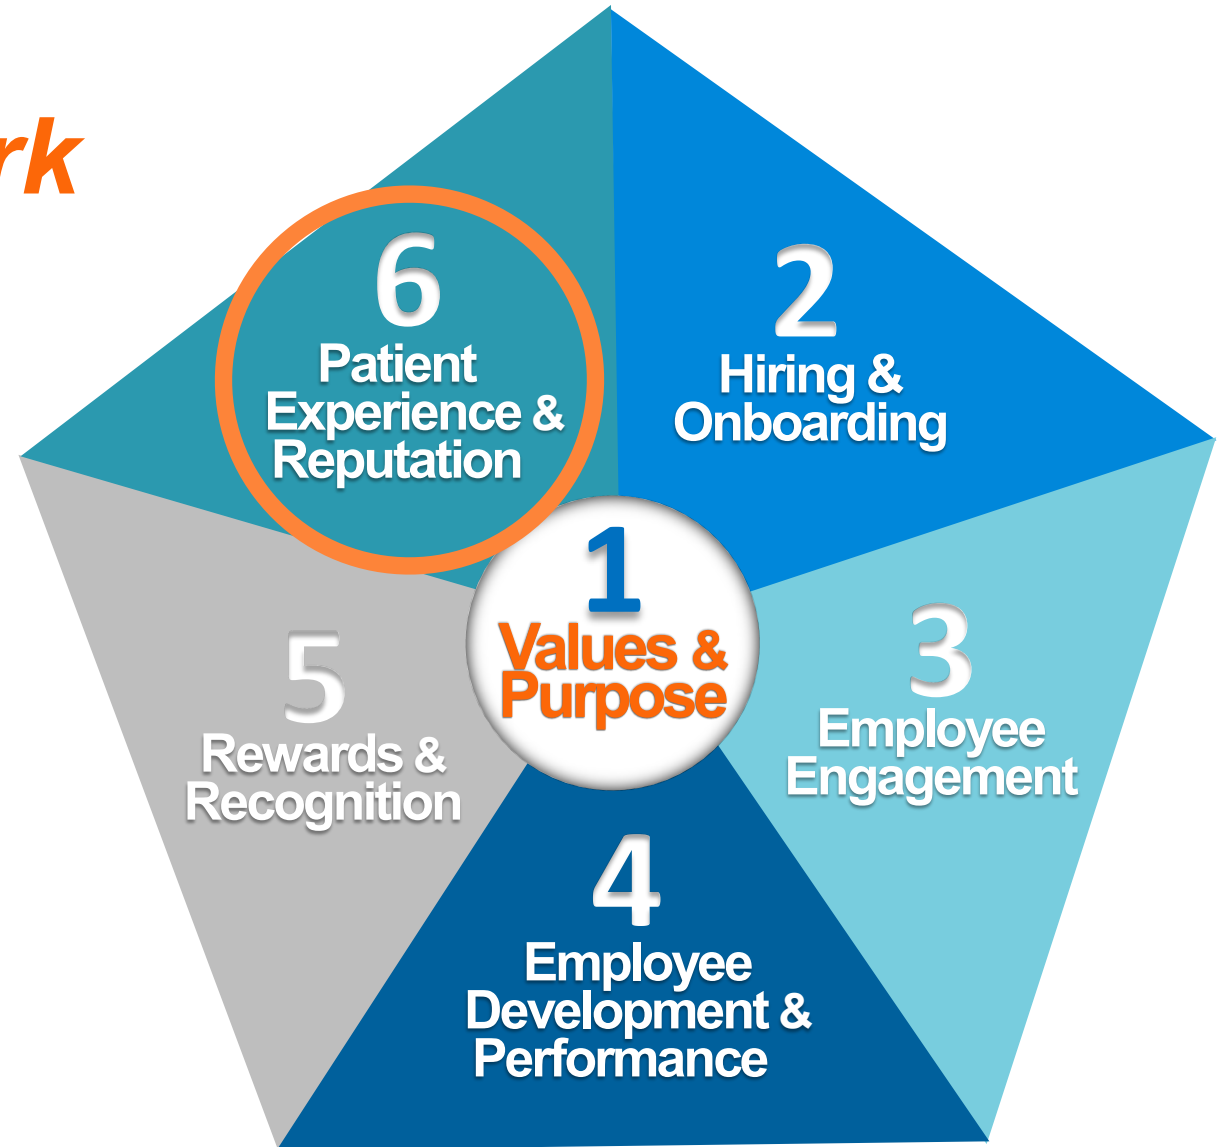 rk
6
Patient
Experience &
Reputation
2
Hiring &
Onboarding
1
Values &
Purpose
3
Employee
Engagement
4
Employee
Development &
Performance
5
Rewards &
Recognition